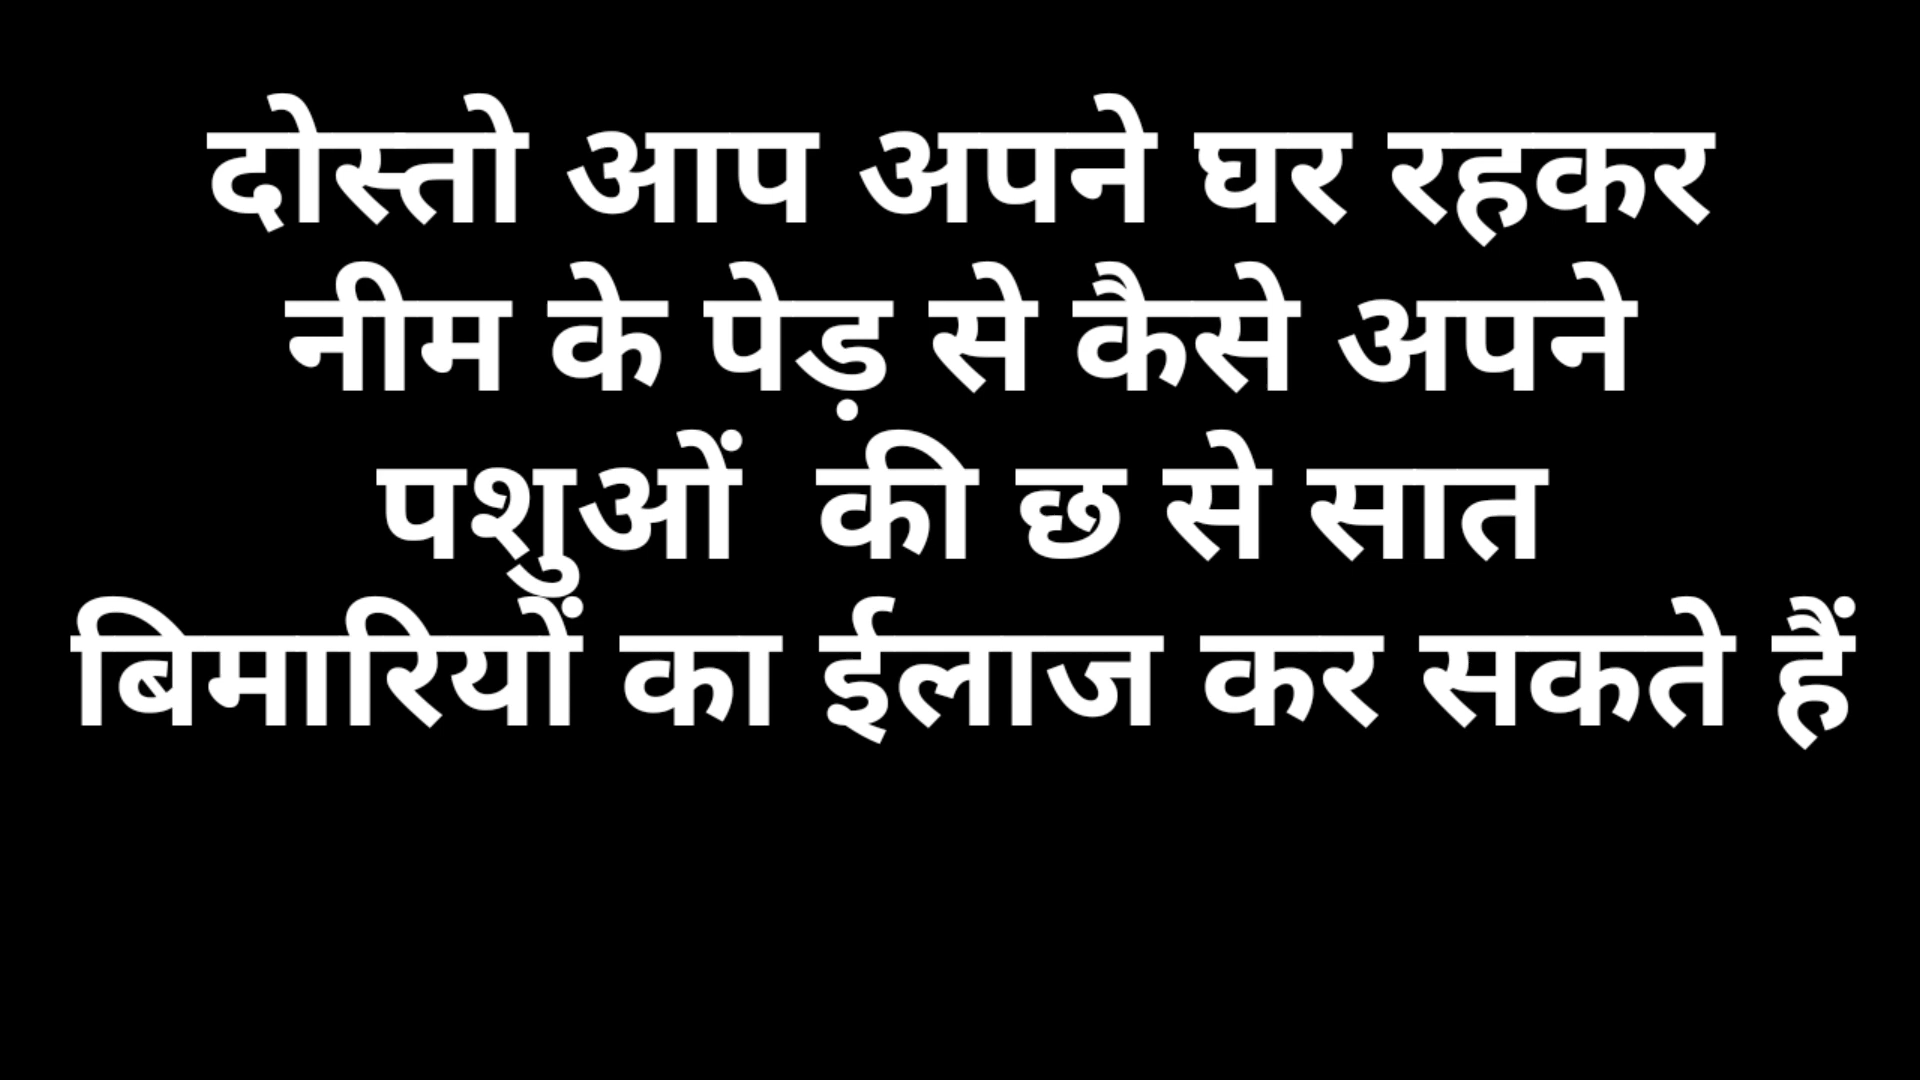 दोस्तो आप अपने घर रहकर
नीम के पेड़ से कैसे अपने
पशुओं की छ से सात
बिमारियों का ईलाज कर सकते हैं